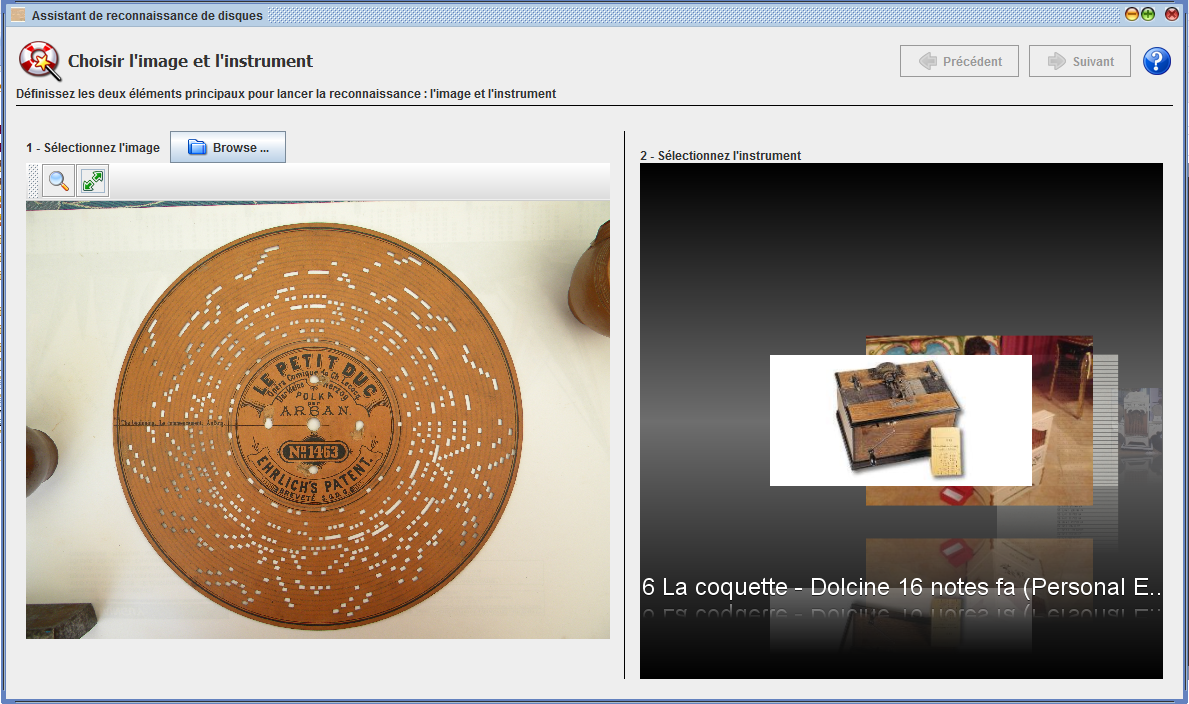 Assistant de reconnaissance de disques
Choisir l'image et l'instrument
Précédent
Suivant
?
Définissez les deux éléments principaux pour lancer la reconnaissance : l'image et l'instrument
1 - Sélectionnez l'image
Browse ...
2 - Sélectionnez l'instrument
LE PETIT DUC
Opéra Comique de Ch. Lecocq
POLKA
par
ARBAN.
No 1463
EHRLICH'S PATENT.
BREVETÉ S.G.D.G.
6 La coquette - Dolcine 16 notes fa (Personal E...